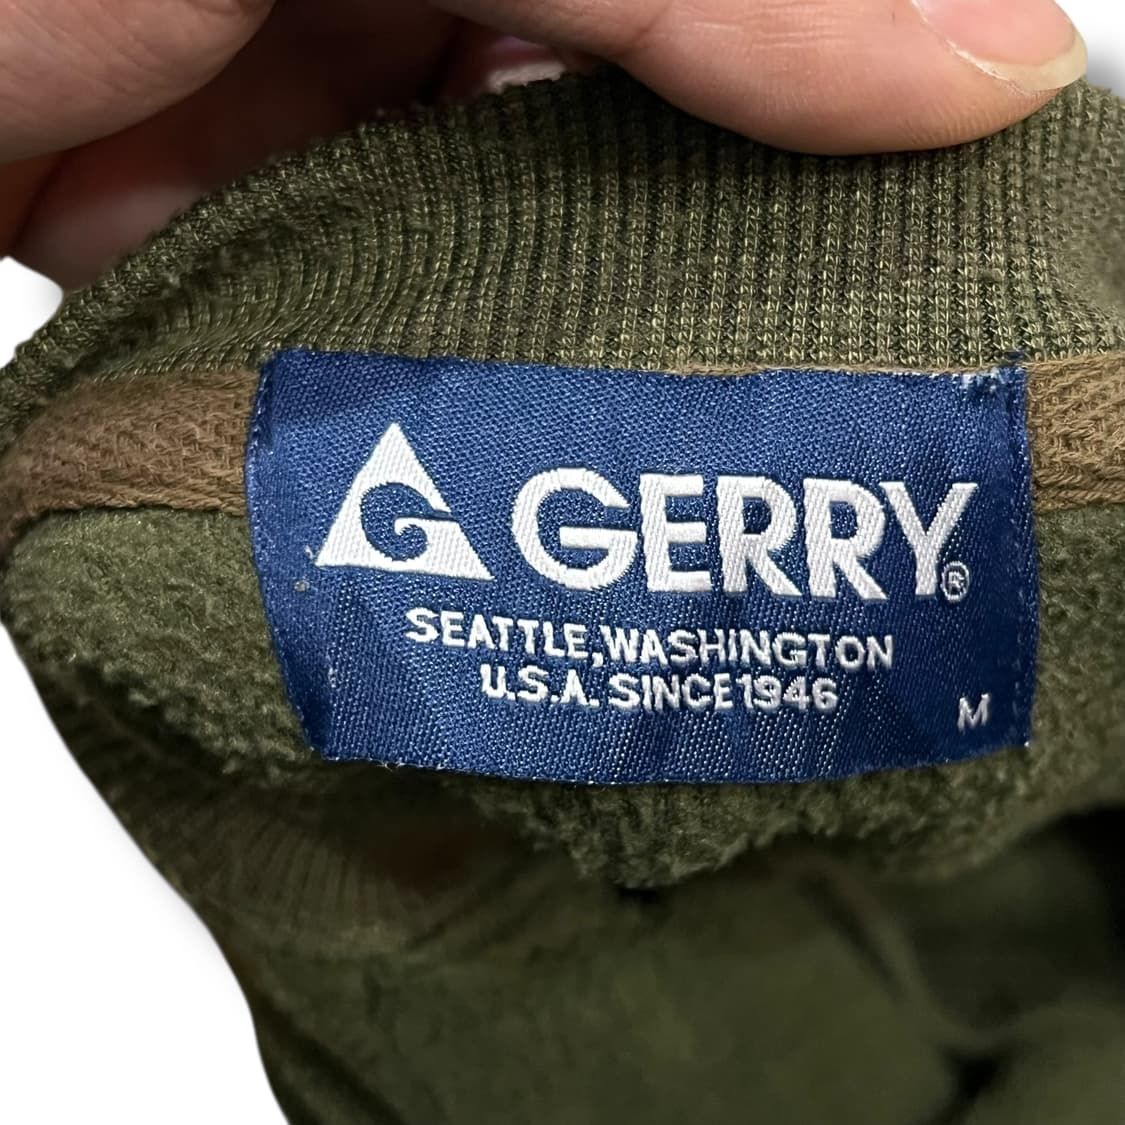 GERRY®
SEATTLE,WASHINGTON
U.S.A. SINCE 1946
M